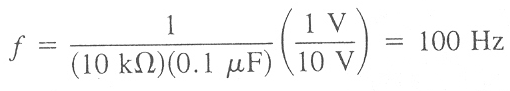 f = 1 / (10 kΩ)(0.1 μF) (1 V / 10 V) = 100 Hz